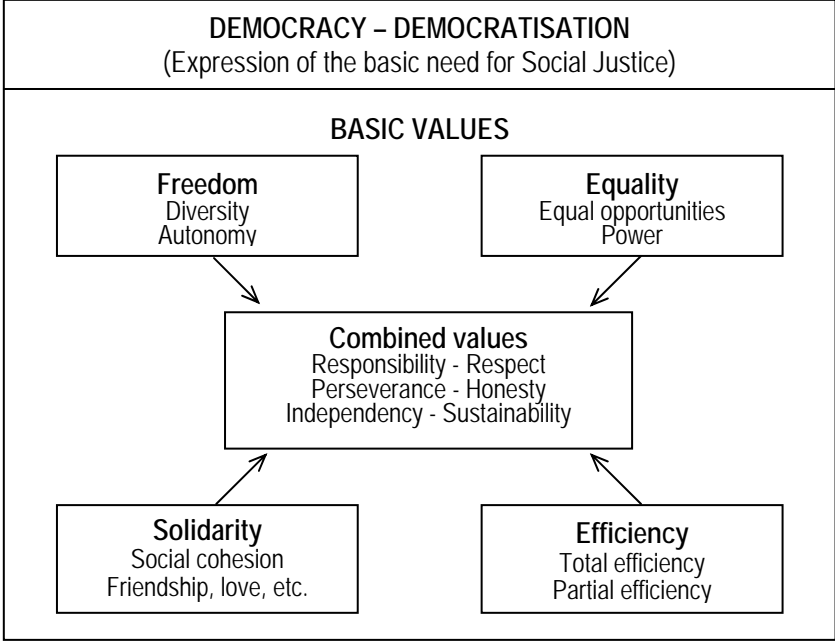 DEMOCRACY – DEMOCRATISATION
(Expression of the basic need for Social Justice)
BASIC VALUES
Freedom
Diversity
Autonomy
Equality
Equal opportunities
Power
Combined values
Responsibility - Respect
Perseverance - Honesty
Independency - Sustainability
Solidarity
Social cohesion
Friendship, love, etc.
Efficiency
Total efficiency
Partial efficiency